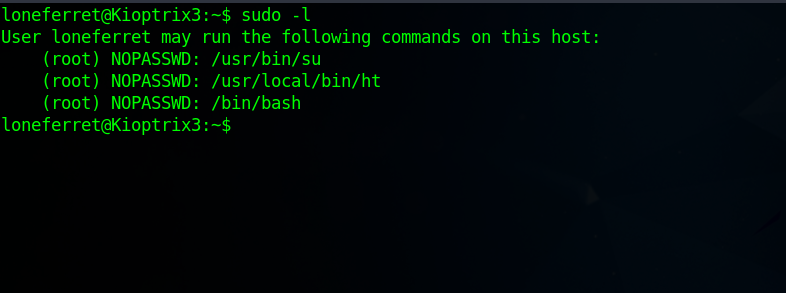 loneferret@Kioptrix3:~$ sudo -l
User loneferret may run the following commands on this host:
    (root) NOPASSWD: /usr/bin/su
    (root) NOPASSWD: /usr/local/bin/ht
    (root) NOPASSWD: /bin/bash
loneferret@Kioptrix3:~$